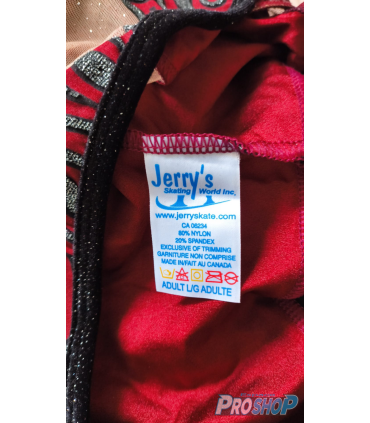 Jerry's
Skating World Inc.
www.jerryskate.com
CA 08234
80% NYLON
20% SPANDEX
EXCLUSIVE OF TRIMMING
GARNITURE NON COMPRISE
MADE IN/FAIT AU CANADA
ADULT L/G ADULTE
PROSHOP